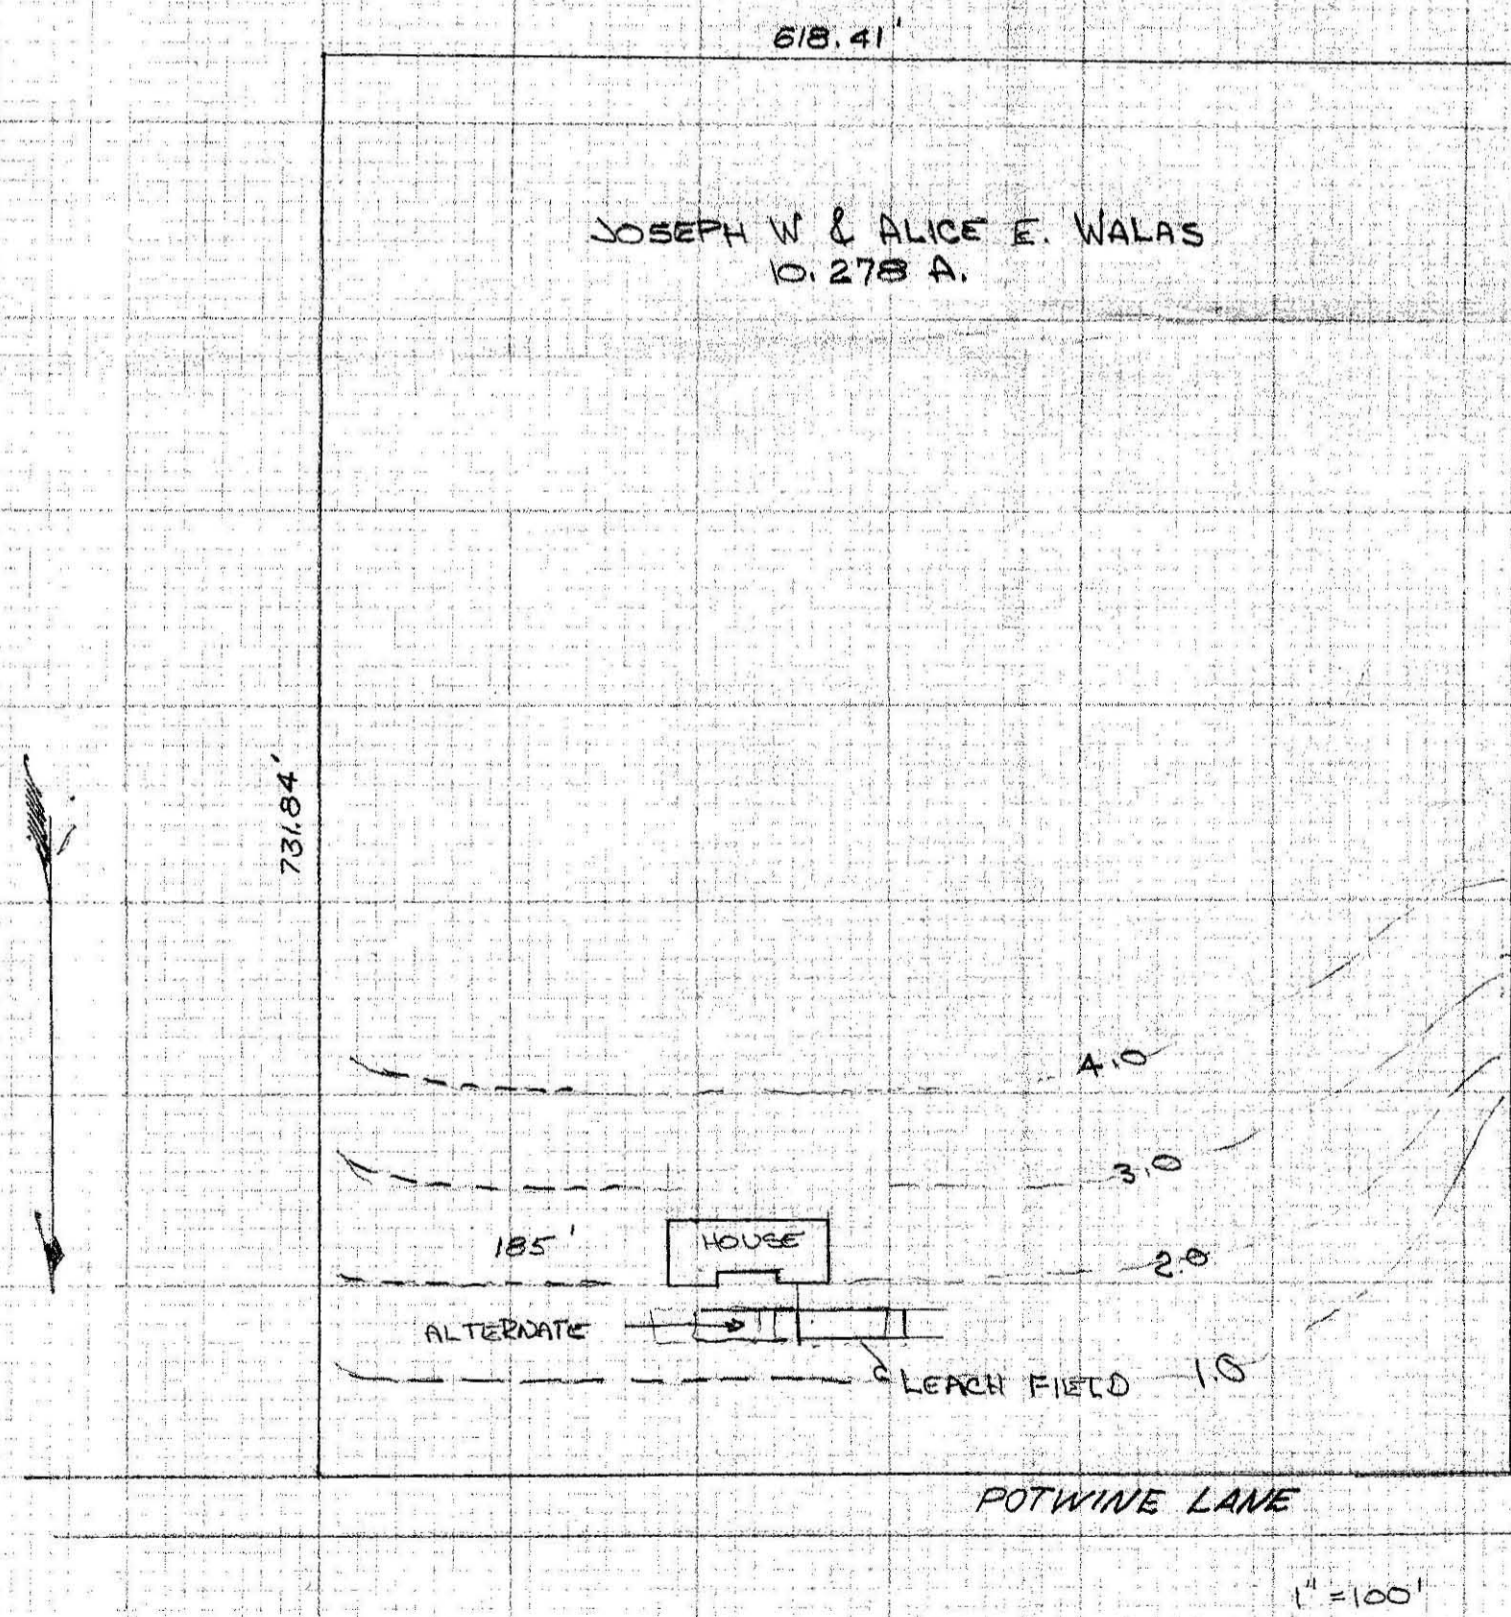 618.41'
JOSEPH W & ALICE E. WALAS
10.278 A.
731.84'
4.0
3.0
185'
HOUSE
2.0
ALTERNATE
LEACH FIELD
1.0
POTWINE LANE
1"=100'